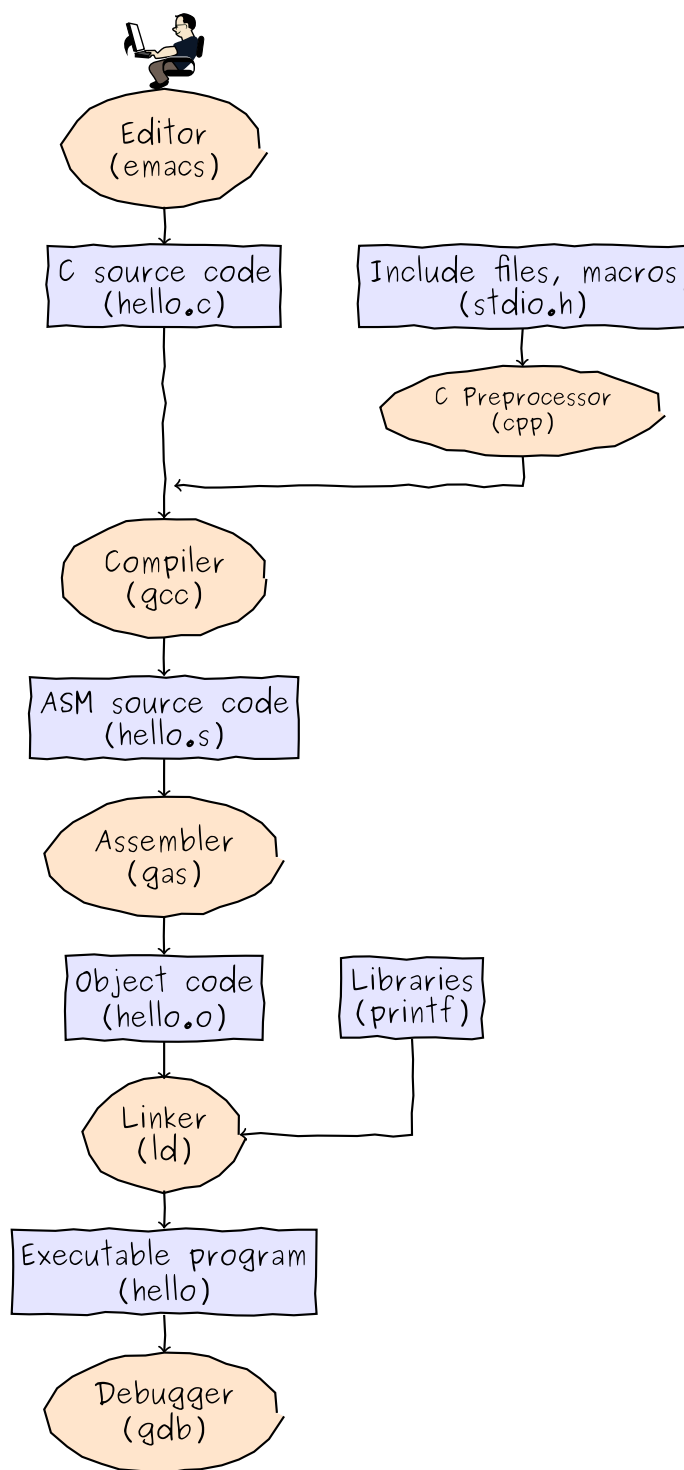 Editor
(emacs)
C source code
(hello.c)
Include files, macros
(stdio.h)
C Preprocessor
(cpp)
Compiler
(gcc)
ASM source code
(hello.s)
Assembler
(gas)
Object code
(hello.o)
Libraries
(printf)
Linker
(ld)
Executable program
(hello)
Debugger
(gdb)